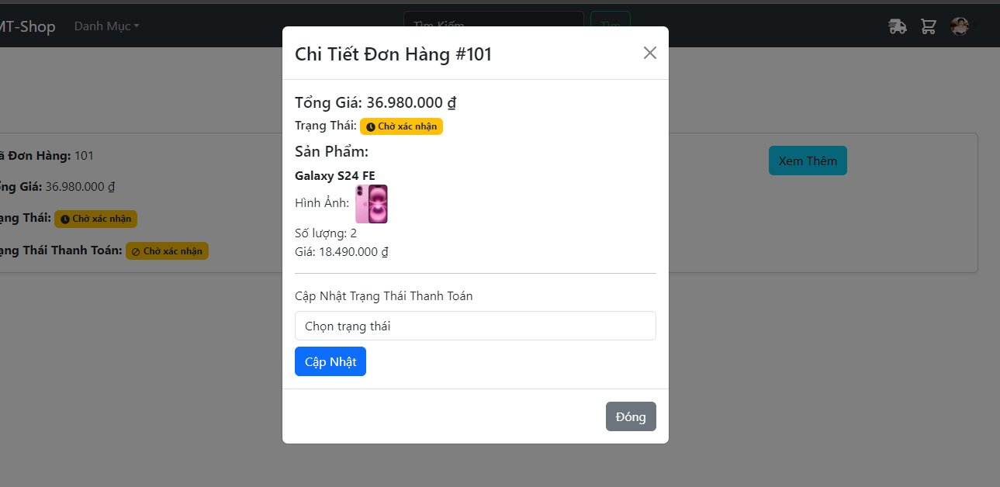 MT-Shop
Danh Mục
Tìm Kiếm
Tìm
Chi Tiết Đơn Hàng #101
Tổng Giá: 36.980.000 ₫
Trạng Thái: Chờ xác nhận
Sản Phẩm:
Galaxy S24 FE
Hình Ảnh:
Số lượng: 2
Giá: 18.490.000 ₫
Cập Nhật Trạng Thái Thanh Toán
Chọn trạng thái
Cập Nhật
Đóng
ã Đơn Hàng: 101
ng Giá: 36.980.000 ₫
ạng Thái: Chờ xác nhận
ạng Thái Thanh Toán: Chờ xác nhận
Xem Thêm